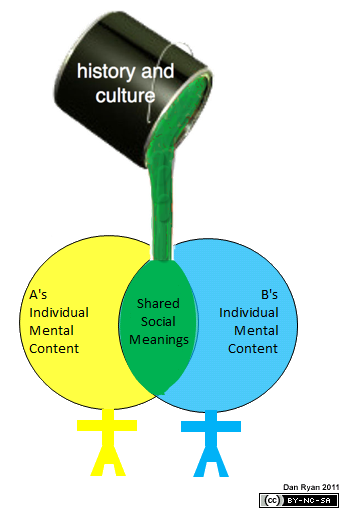 history and
culture
A's
Individual
Mental
Content
Shared
Social
Meanings
B's
Individual
Mental
Content
Dan Ryan 2011
cc BY-NC-SA